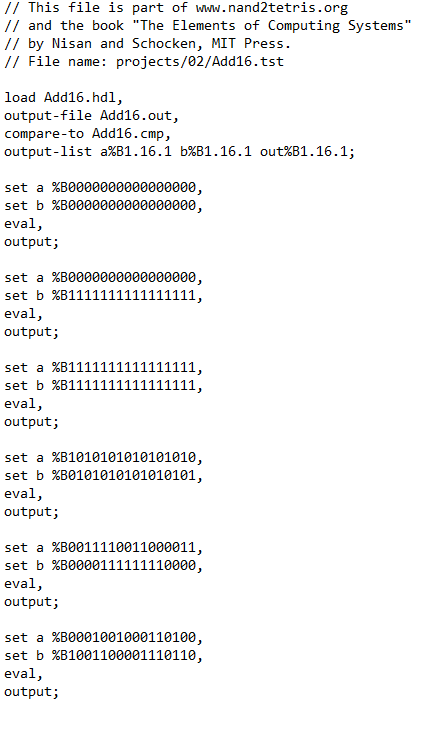 // This file is part of www.nand2tetris.org
// and the book "The Elements of Computing Systems"
// by Nisan and Schocken, MIT Press.
// File name: projects/02/Add16.tst
load Add16.hdl,
output-file Add16.out,
compare-to Add16.cmp,
output-list a%B1.16.1 b%B1.16.1 out%B1.16.1;
set a %B0000000000000000,
set b %B0000000000000000,
eval,
output;
set a %B0000000000000000,
set b %B1111111111111111,
eval,
output;
set a %B1111111111111111,
set b %B1111111111111111,
eval,
output;
set a %B1010101010101010,
set b %B0101010101010101,
eval,
output;
set a %B0011110011000011,
set b %B0000111111110000,
eval,
output;
set a %B0001001000110100,
set b %B1001100001110110,
eval,
output;